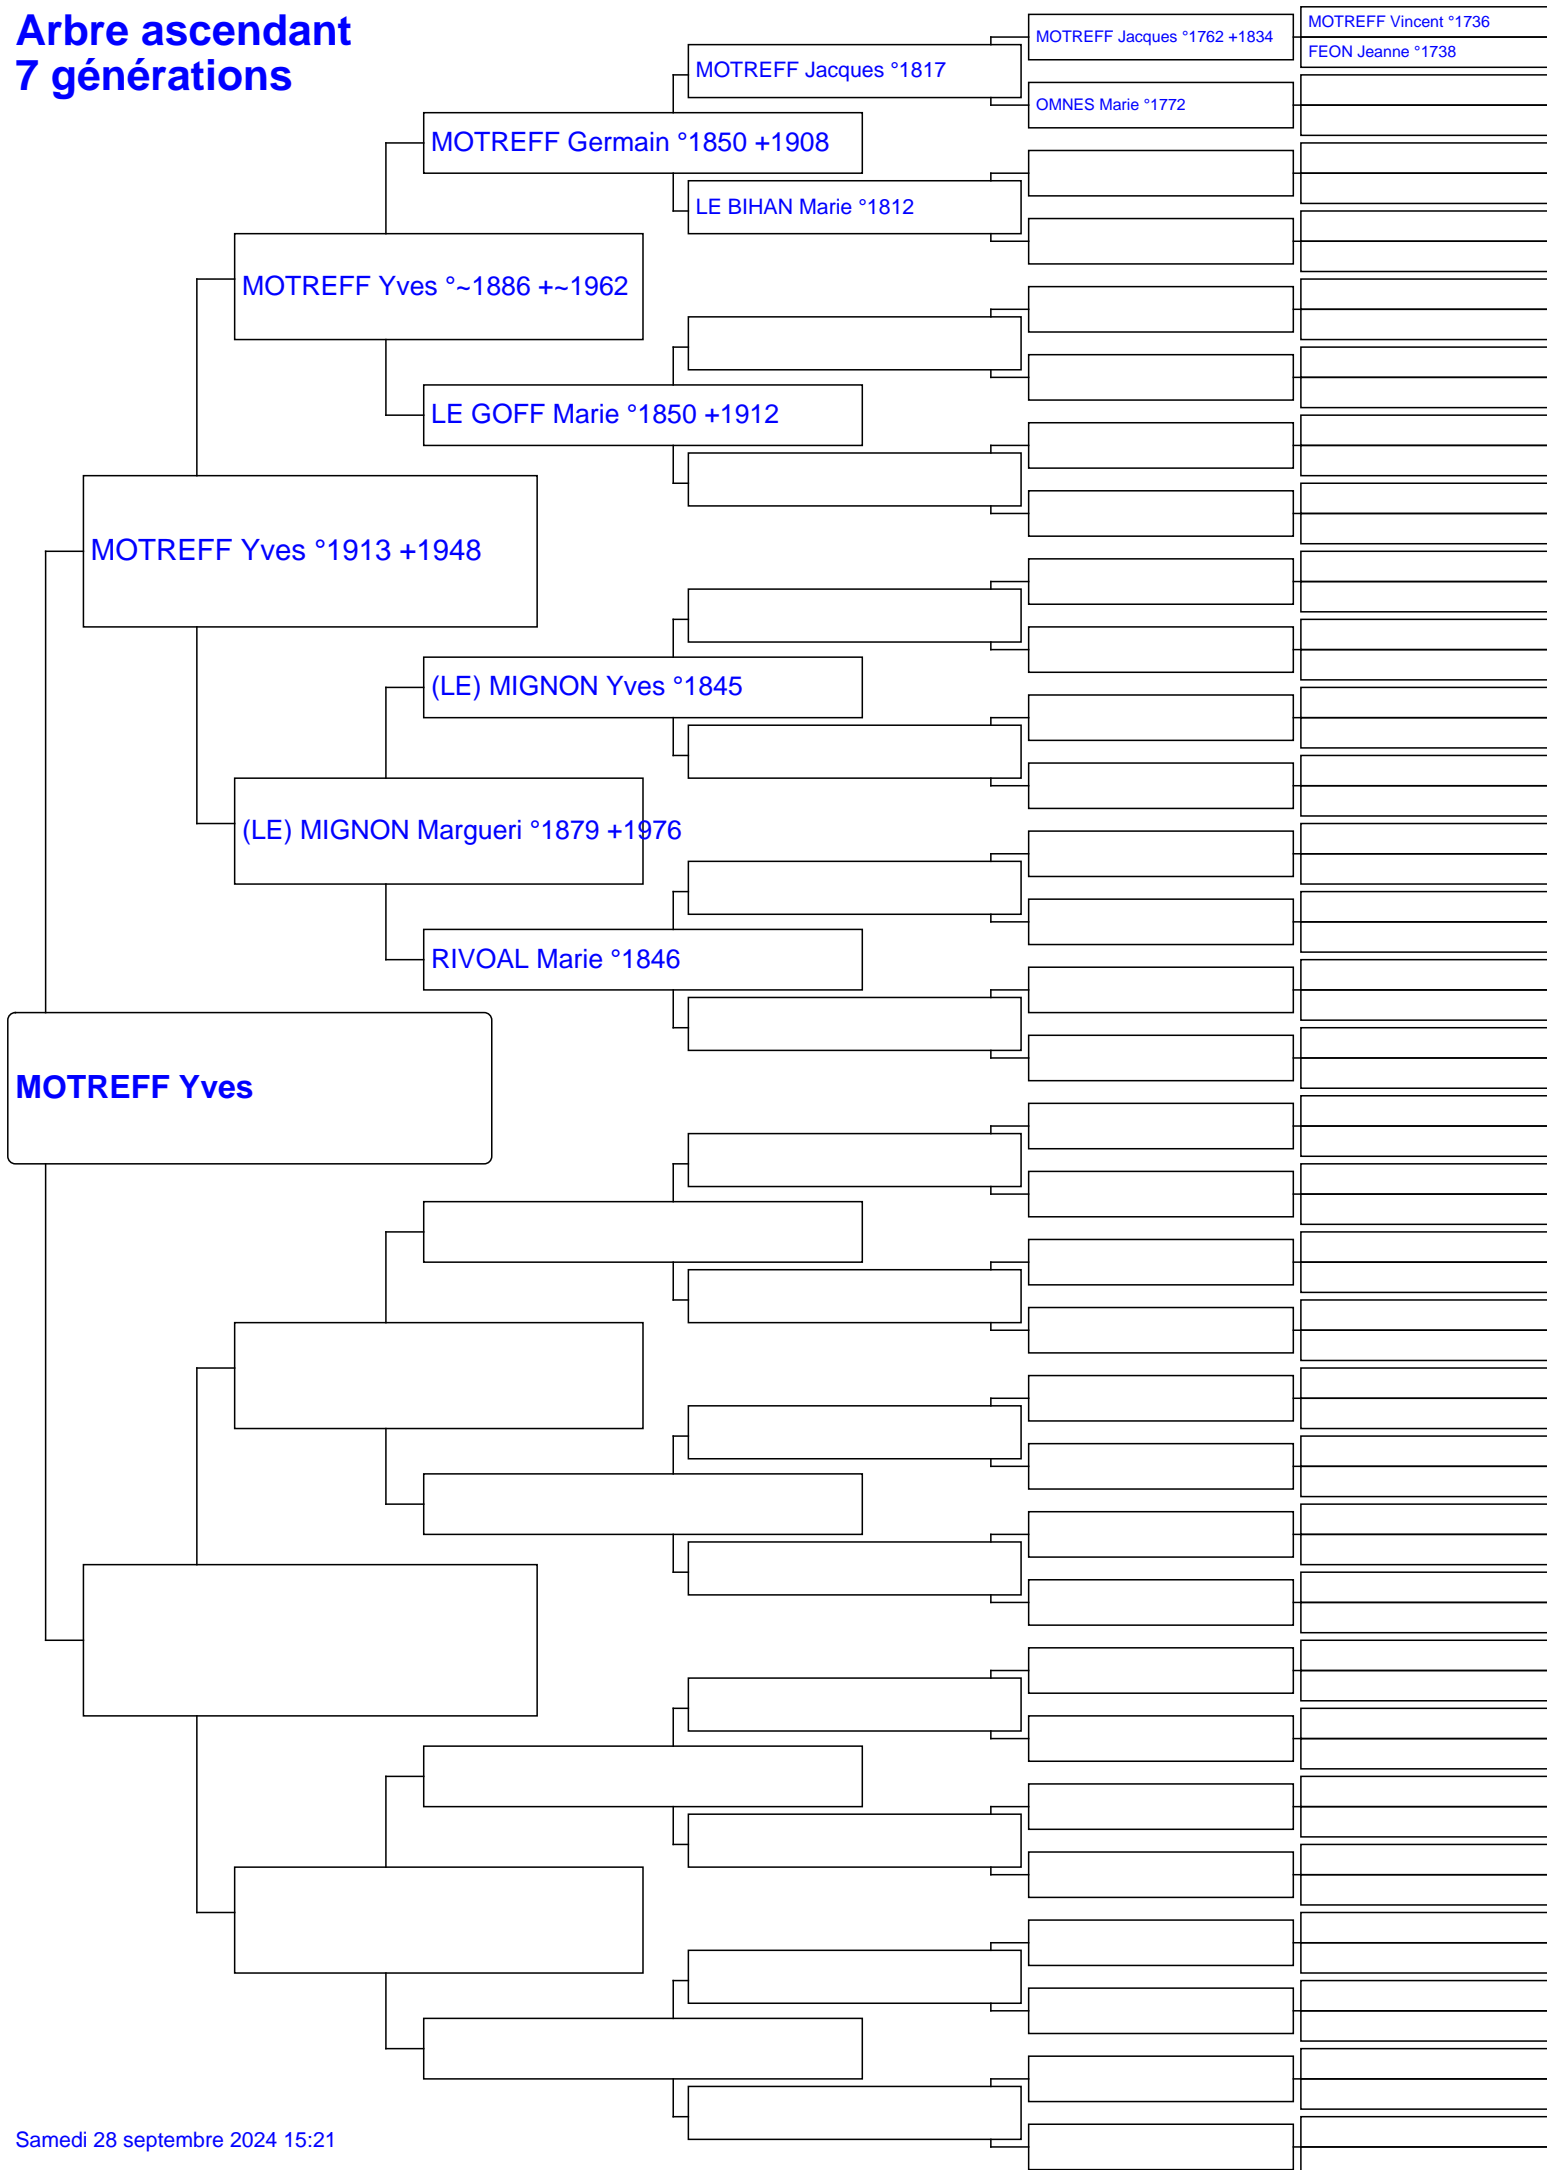 Arbre ascendant
7 générations
MOTREFF Vincent °1736
MOTREFF Jacques °1762 +1834
FEON Jeanne °1738
MOTREFF Jacques °1817
OMNES Marie °1772
MOTREFF Germain °1850 +1908
LE BIHAN Marie °1812
MOTREFF Yves °~1886 +~1962
LE GOFF Marie °1850 +1912
MOTREFF Yves °1913 +1948
(LE) MIGNON Yves °1845
(LE) MIGNON Margueri °1879 +1976
RIVOAL Marie °1846
MOTREFF Yves
Samedi 28 septembre 2024 15:21